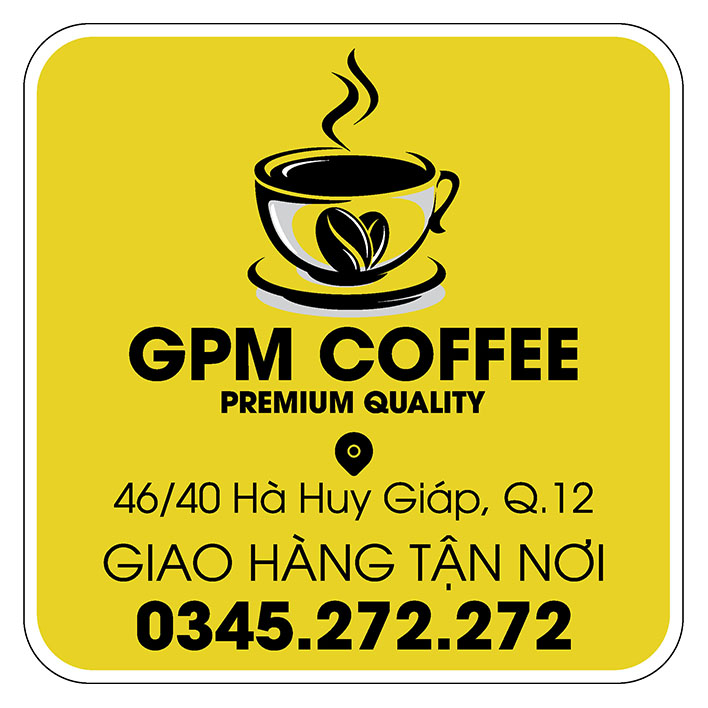 GPM COFFEE
PREMIUM QUALITY
46/40 Hà Huy Giáp, Q.12
GIAO HÀNG TẬN NƠI
0345.272.272